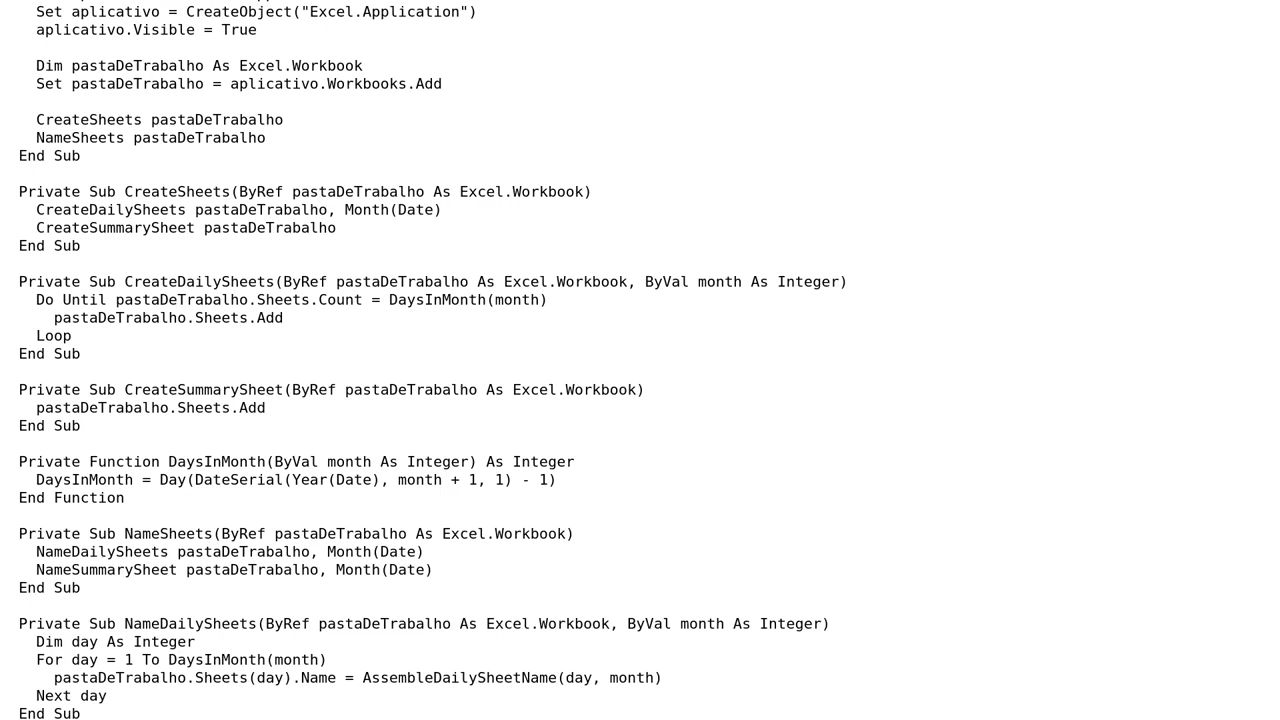 Set aplicativo = CreateObject("Excel.Application")
aplicativo.Visible = True
Dim pastaDeTrabalho As Excel.Workbook
Set pastaDeTrabalho = aplicativo.Workbooks.Add
CreateSheets pastaDeTrabalho
NameSheets pastaDeTrabalho
End Sub
Private Sub CreateSheets(ByRef pastaDeTrabalho As Excel.Workbook)
CreateDailySheets pastaDeTrabalho, Month(Date)
CreateSummarySheet pastaDeTrabalho
End Sub
Private Sub CreateDailySheets(ByRef pastaDeTrabalho As Excel.Workbook, ByVal month As Integer)
Do Until pastaDeTrabalho.Sheets.Count = DaysInMonth(month)
pastaDeTrabalho.Sheets.Add
Loop
End Sub
Private Sub CreateSummarySheet(ByRef pastaDeTrabalho As Excel.Workbook)
pastaDeTrabalho.Sheets.Add
End Sub
Private Function DaysInMonth(ByVal month As Integer) As Integer
DaysInMonth = Day(DateSerial(Year(Date), month + 1, 1) - 1)
End Function
Private Sub NameSheets(ByRef pastaDeTrabalho As Excel.Workbook)
NameDailySheets pastaDeTrabalho, Month(Date)
NameSummarySheet pastaDeTrabalho, Month(Date)
End Sub
Private Sub NameDailySheets(ByRef pastaDeTrabalho As Excel.Workbook, ByVal month As Integer)
Dim day As Integer
For day = 1 To DaysInMonth(month)
pastaDeTrabalho.Sheets(day).Name = AssembleDailySheetName(day, month)
Next day
End Sub